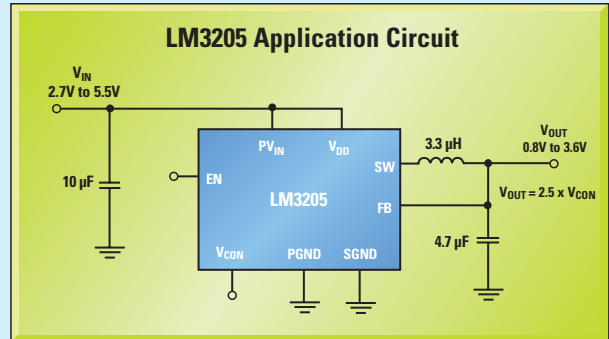 LM3205 Application Circuit
VIN
2.7V to 5.5V
10 µF
EN
PVIN
VDD
SW
LM3205
FB
VCON
PGND
SGND
3.3 µH
VOUT
0.8V to 3.6V
VOUT = 2.5 x VCON
4.7 µF